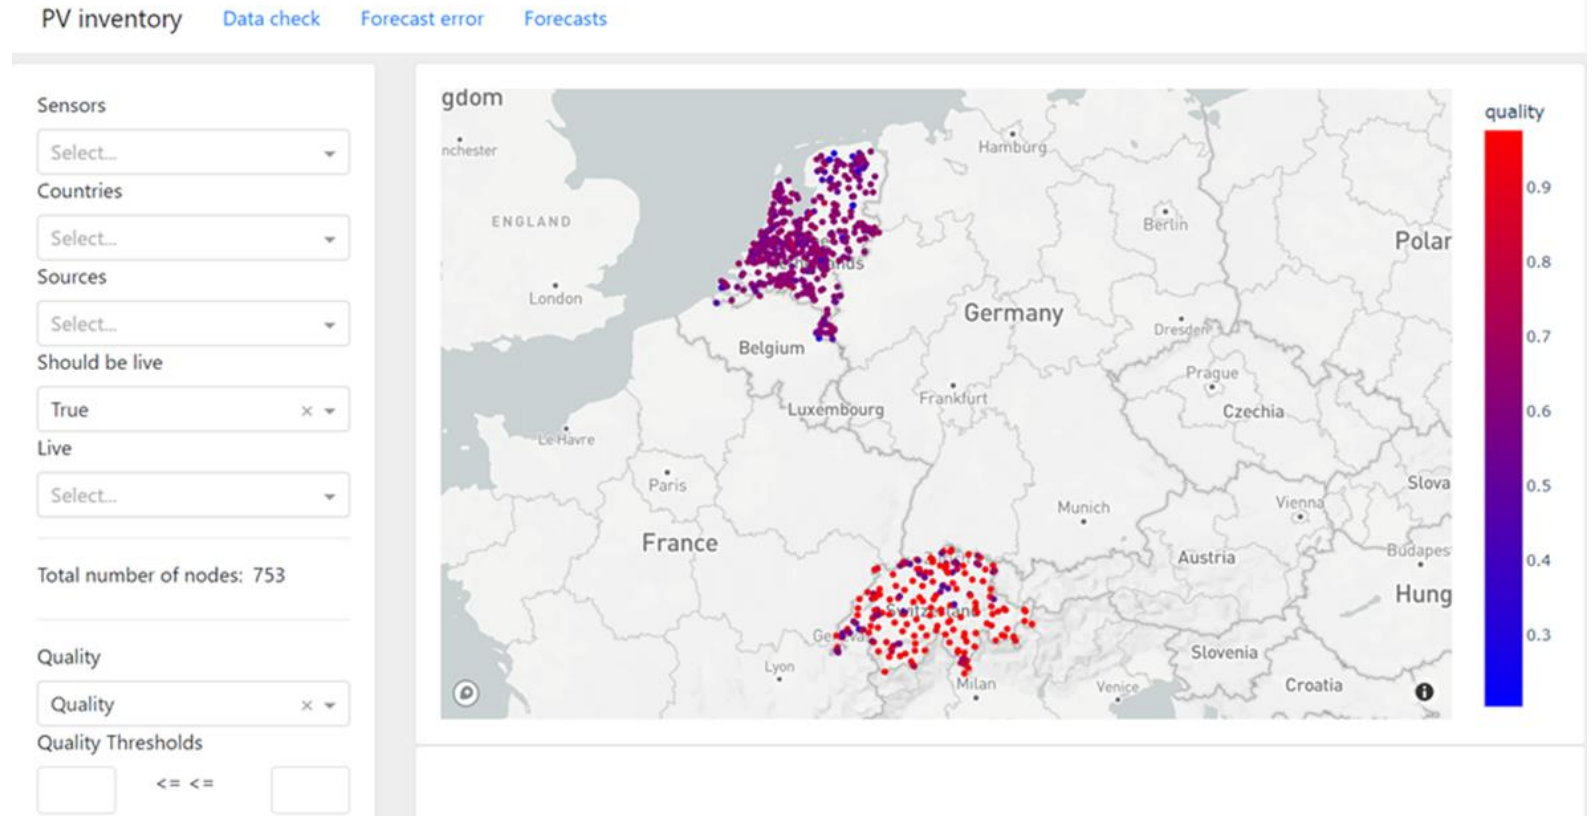 PV inventory Data check Forecast error Forecasts
Sensors
Select...
Countries
Select...
Sources
Select...
Should be live
True × 
Live
Select...
Total number of nodes: 753
Quality
Quality ×
Quality Thresholds
<= <=
gdom
nchester
ENGLAND
London
Hamburg
Berlin
Polar
Germany
Dresden
Belgium
Prague
Luxembourg
Frankfurt
Czechia
Le Havre
Paris
Slova
Munich
Vienna
France
Austria
Budapes
Switzerland
Hung
Lyon
Slovenia
Milan
Venice
Croatia
quality
0.9
0.8
0.7
0.6
0.5
0.4
0.3